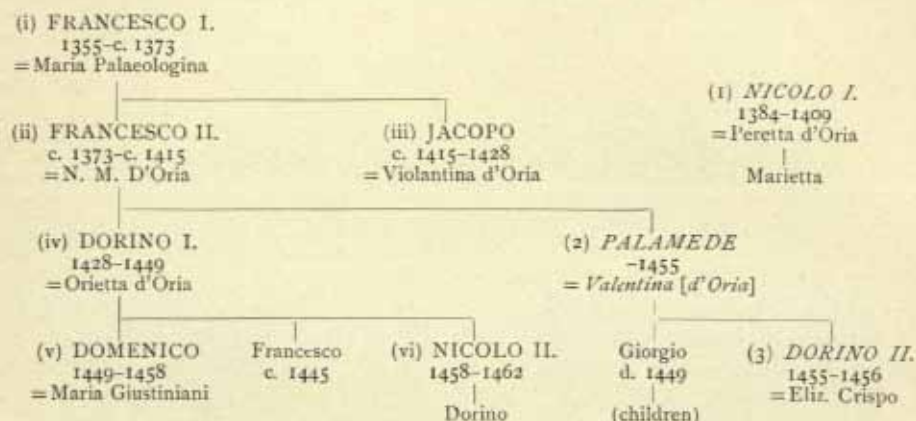 (i) FRANCESCO I.
1355–c. 1373
=Maria Palaeologina
(1) NICOLO I.
1384–1409
=Peretta d'Oria
Marietta
(ii) FRANCESCO II.
c. 1373–c. 1415
=N. M. D'Oria
(iii) JACOPO
c. 1415–1428
=Violantina d'Oria
(iv) DORINO I.
1428–1449
=Orietta d'Oria
(2) PALAMEDE
–1455
= Valentina [d'Oria]
(v) DOMENICO
1449–1458
=Maria Giustiniani
Francesco
c. 1445
(vi) NICOLO II.
1458–1462
Dorino
Giorgio
d. 1449
(children)
(3) DORINO II.
1455–1456
=Eliz. Crispo